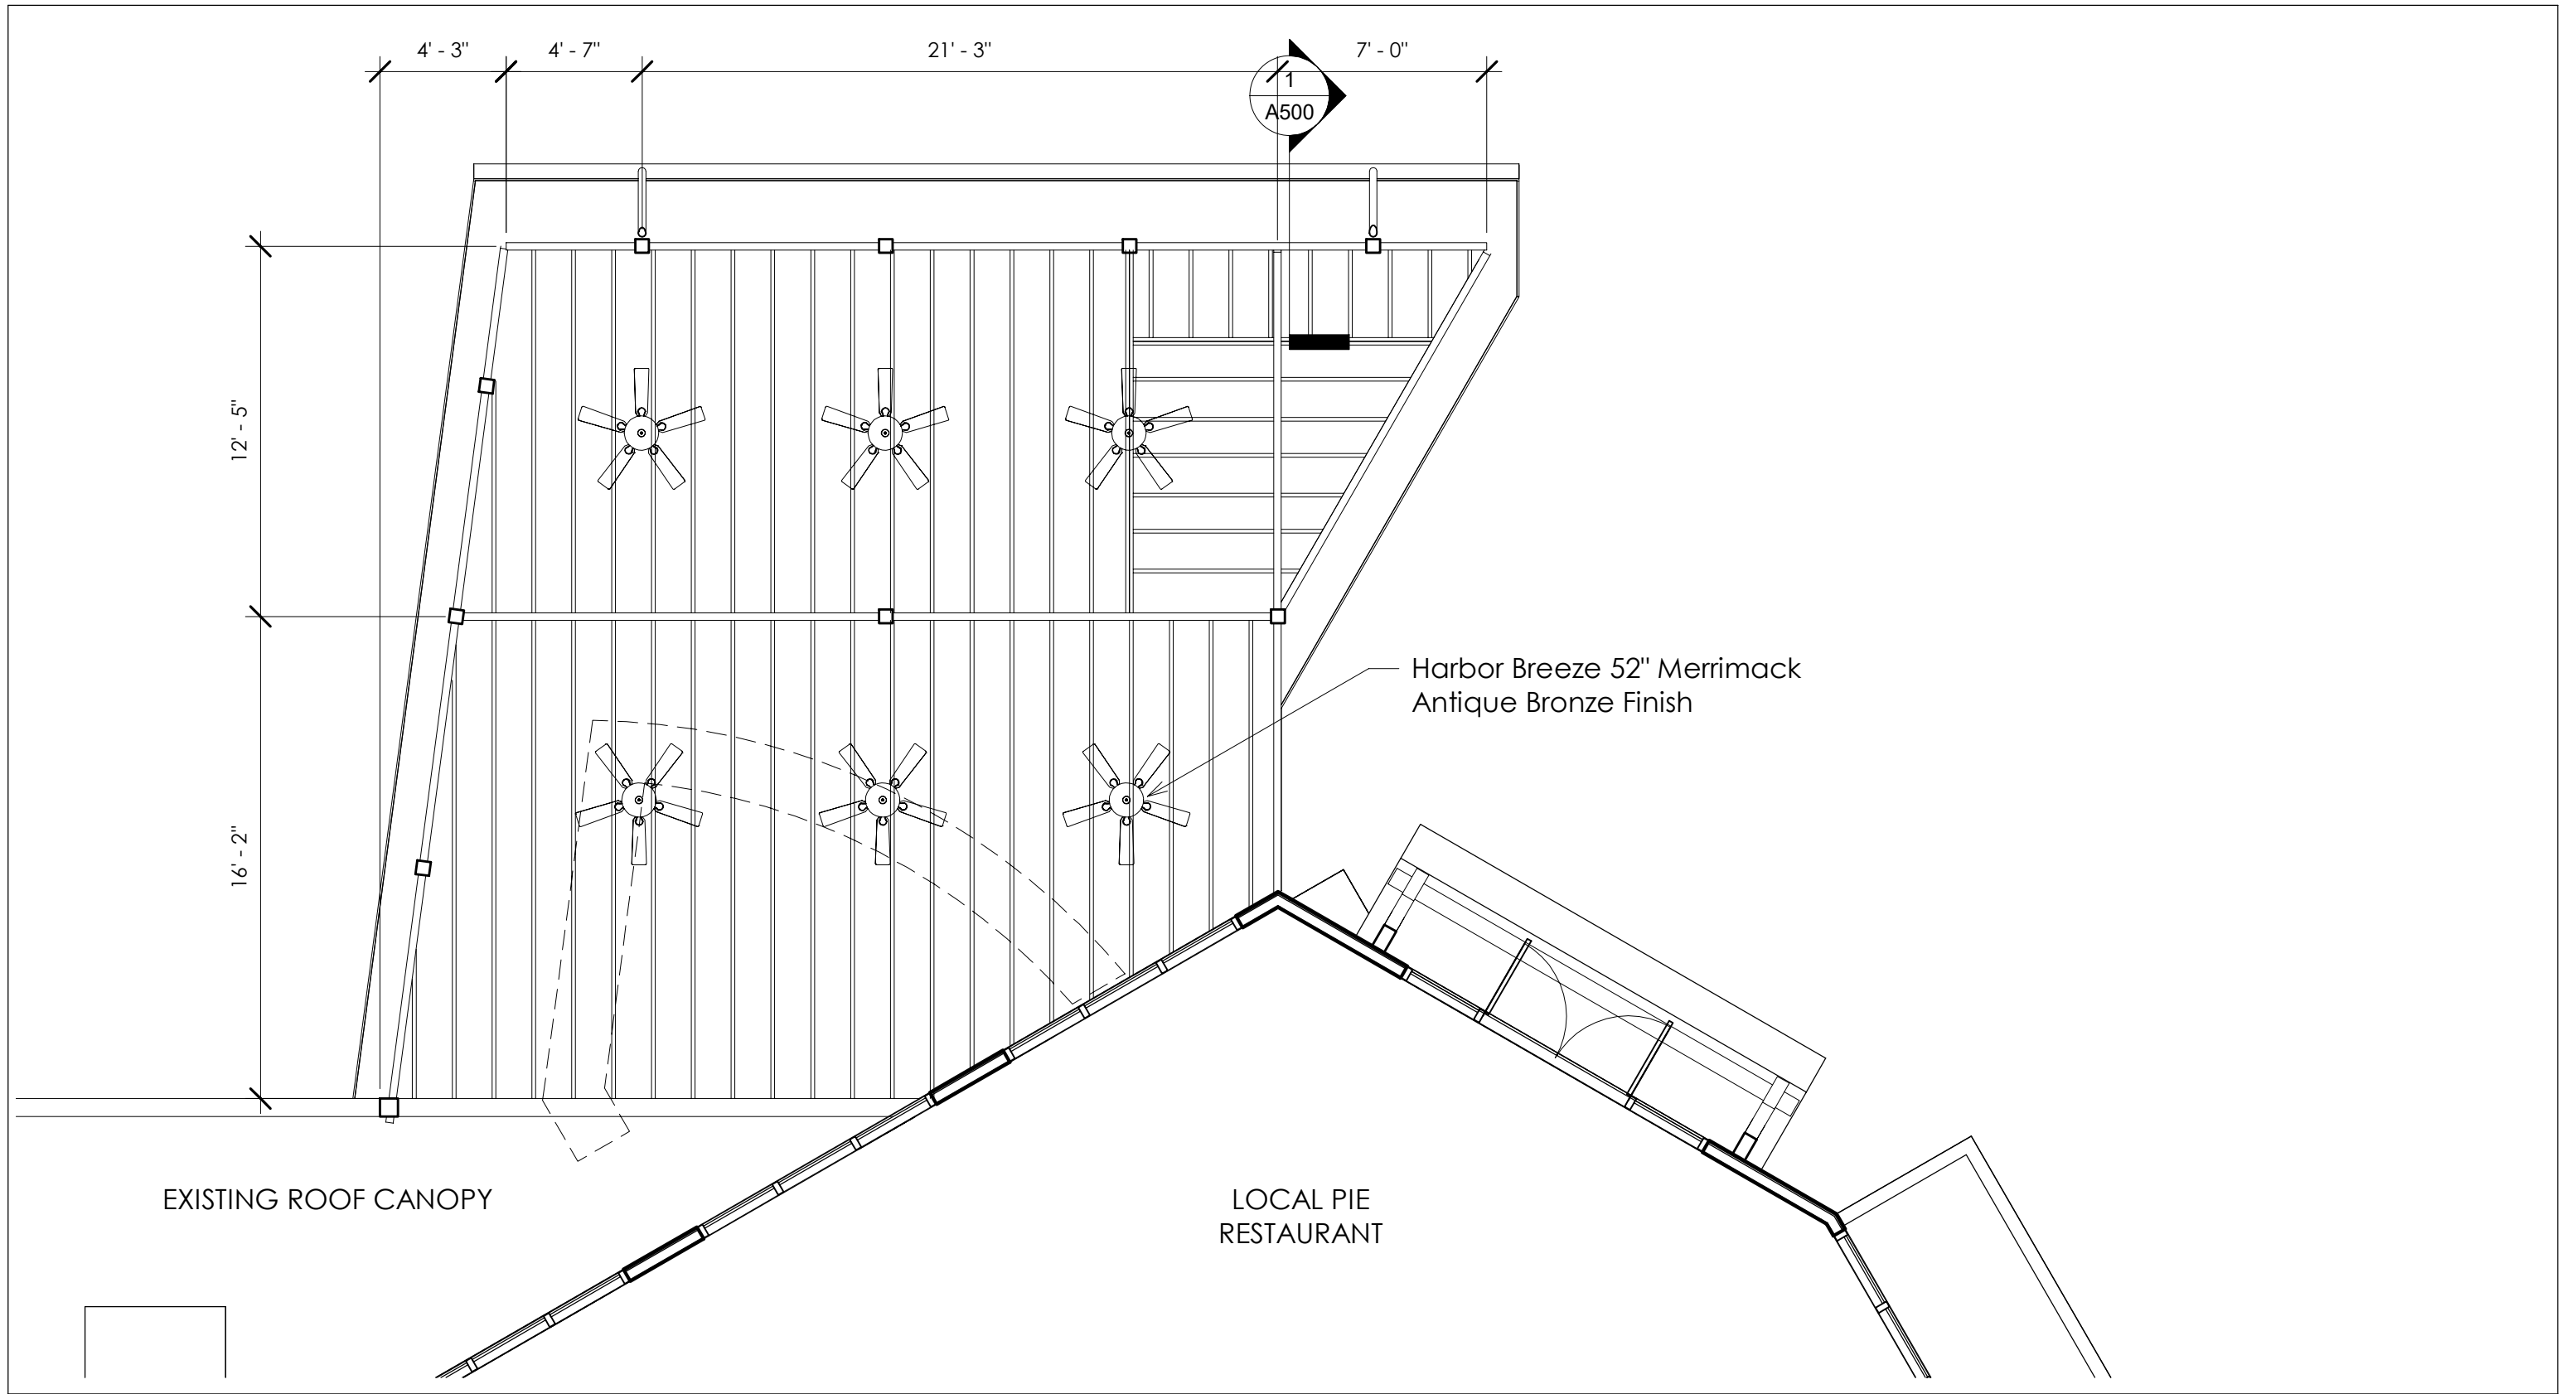 4' - 3"
4' - 7"
21' - 3"
7' - 0"
1
A500
12' - 5"
Harbor Breeze 52" Merrimack
Antique Bronze Finish
16' - 2"
EXISTING ROOF CANOPY
LOCAL PIE
RESTAURANT